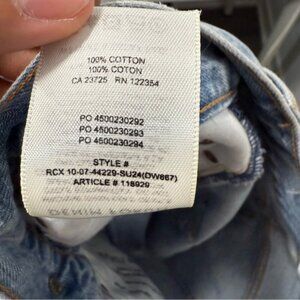 100% COTTON
100% COTON
CA 23725 RN 122354
PO 4500230292
PO 4500230293
PO 4500230294
STYLE #
RCX 10-07-44229-SU24(DW667)
ARTICLE # 118929